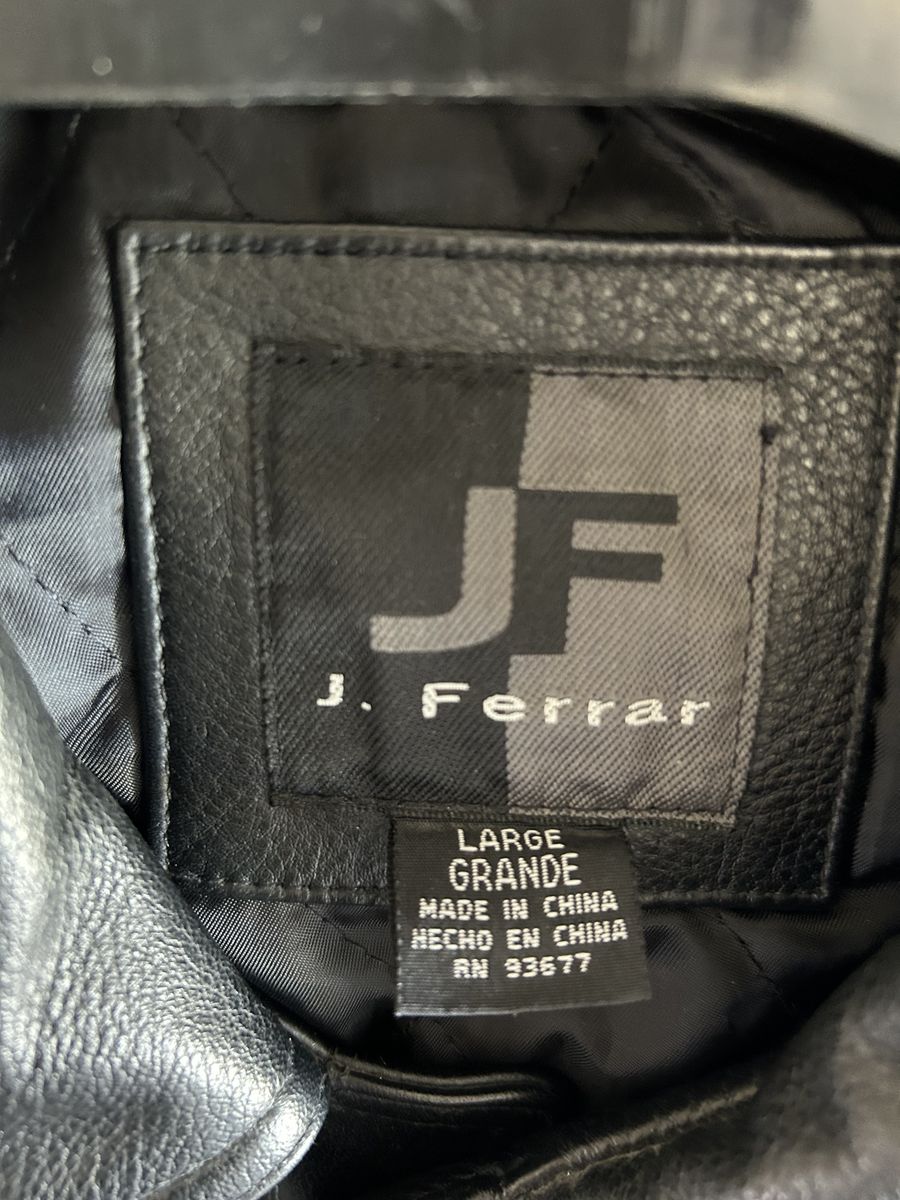 JF
J. Ferrar
LARGE
GRANDE
MADE IN CHINA
HECHO EN CHINA
RN 93677